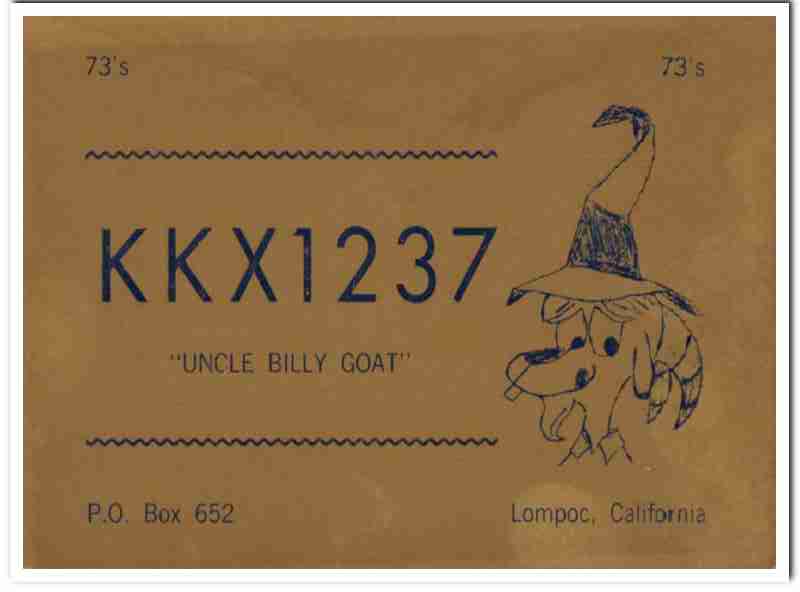 73's 73's
KKX1237
"UNCLE BILLY GOAT"
P.O. Box 652 Lompoc, California